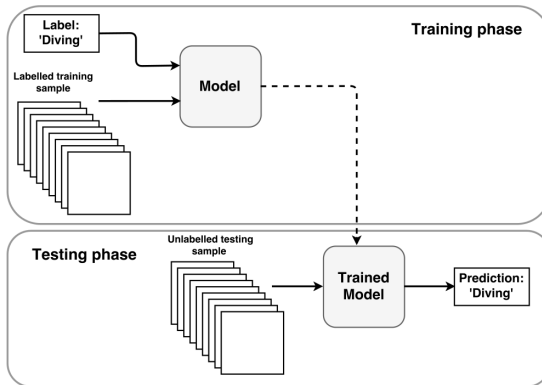 Training phase
Label:
'Diving'
Labelled training
sample
Model
Testing phase
Unlabelled testing
sample
Trained
Model
Prediction:
'Diving'